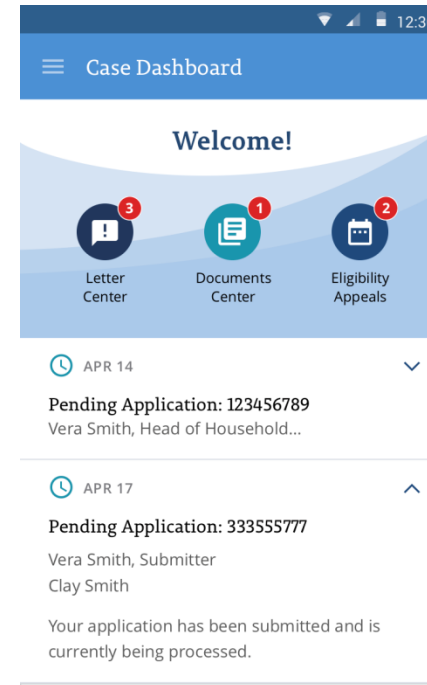 12:3
Case Dashboard
Welcome!
3
1
2
Letter
Center
Documents
Center
Eligibility
Appeals
APR 14
Pending Application: 123456789
Vera Smith, Head of Household...
APR 17
Pending Application: 333555777
Vera Smith, Submitter
Clay Smith
Your application has been submitted and is
currently being processed.